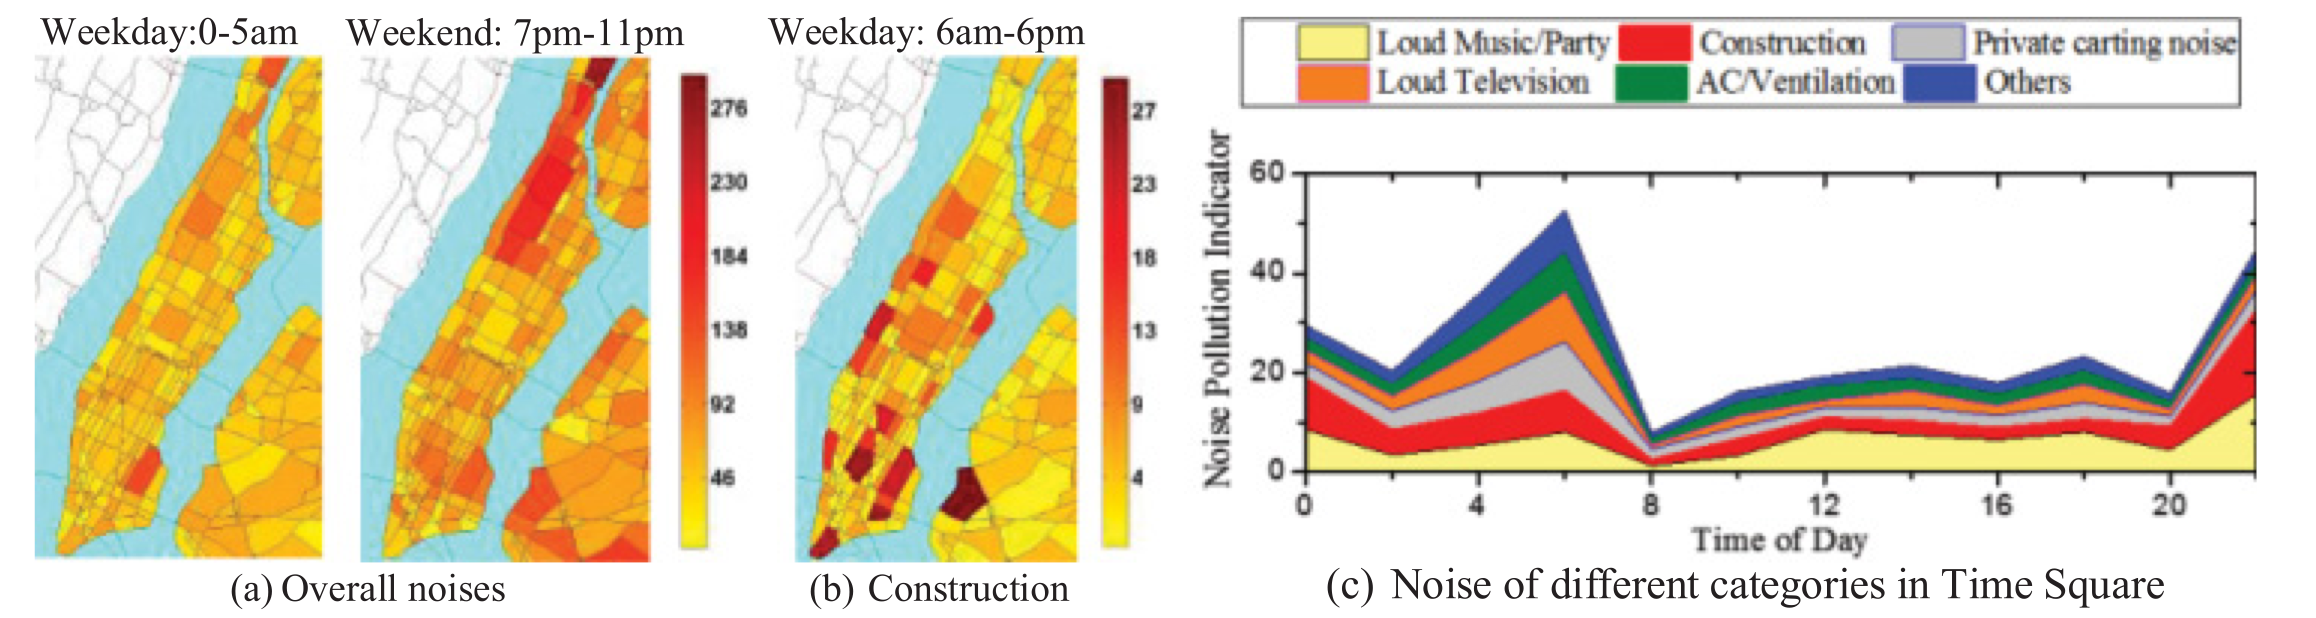 Weekday:0-5am
Weekend: 7pm-11pm
276
230
184
138
92
46
(a) Overall noises
Weekday: 6am-6pm
27
23
18
13
9
4
(b) Construction
Loud Music/Party Construction Private carting noise
Loud Television AC/Ventilation Others
Noise Pollution Indicator
60
40
20
0
0 4 8 12 16 20
Time of Day
(c) Noise of different categories in Time Square